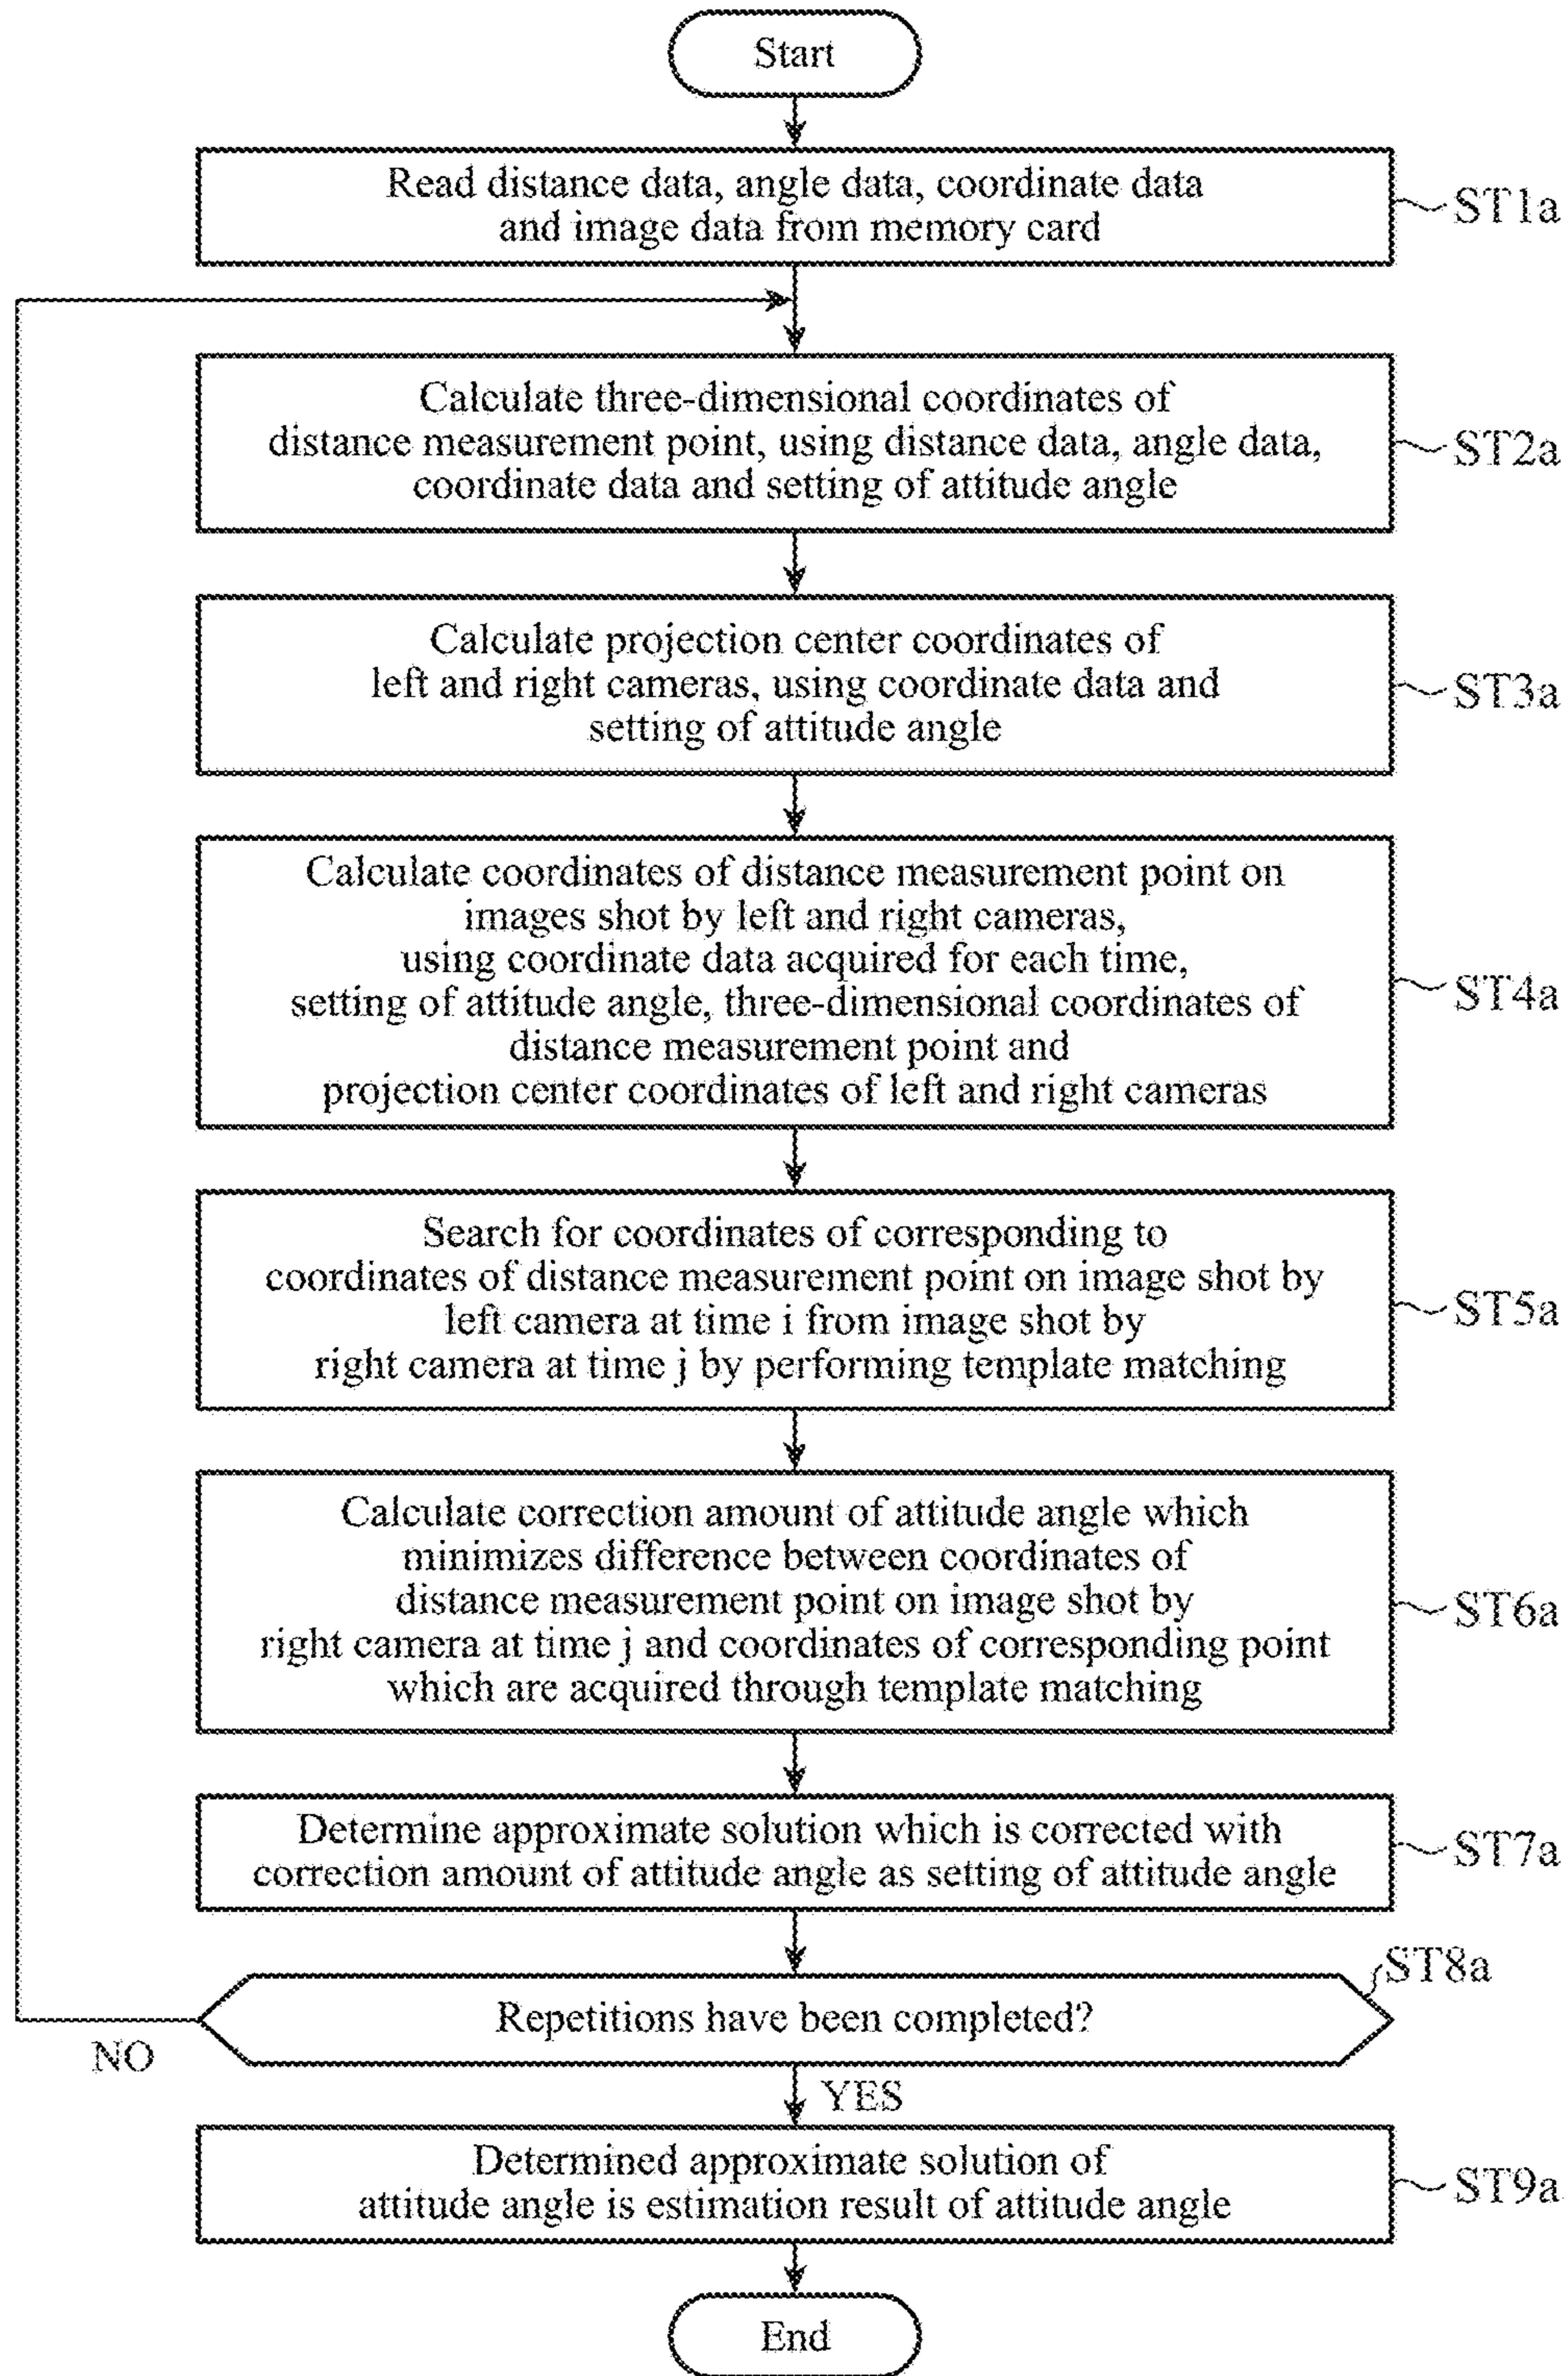 Start
Read distance data, angle data, coordinate data
and image data from memory card
ST1a
Calculate three-dimensional coordinates of
distance measurement point, using distance data, angle data,
coordinate data and setting of attitude angle
ST2a
Calculate projection center coordinates of
left and right cameras, using coordinate data and
setting of attitude angle
ST3a
Calculate coordinates of distance measurement point on
images shot by left and right cameras,
using coordinate data acquired for each time,
setting of attitude angle, three-dimensional coordinates of
distance measurement point and
projection center coordinates of left and right cameras
ST4a
Search for coordinates of corresponding to
coordinates of distance measurement point on image shot by
left camera at time i from image shot by
right camera at time j by performing template matching
ST5a
Calculate correction amount of attitude angle which
minimizes difference between coordinates of
distance measurement point on image shot by
right camera at time j and coordinates of corresponding point
which are acquired through template matching
ST6a
Determine approximate solution which is corrected with
correction amount of attitude angle as setting of attitude angle
ST7a
ST8a
Repetitions have been completed?
NO
YES
Determined approximate solution of
attitude angle is estimation result of attitude angle
ST9a
End